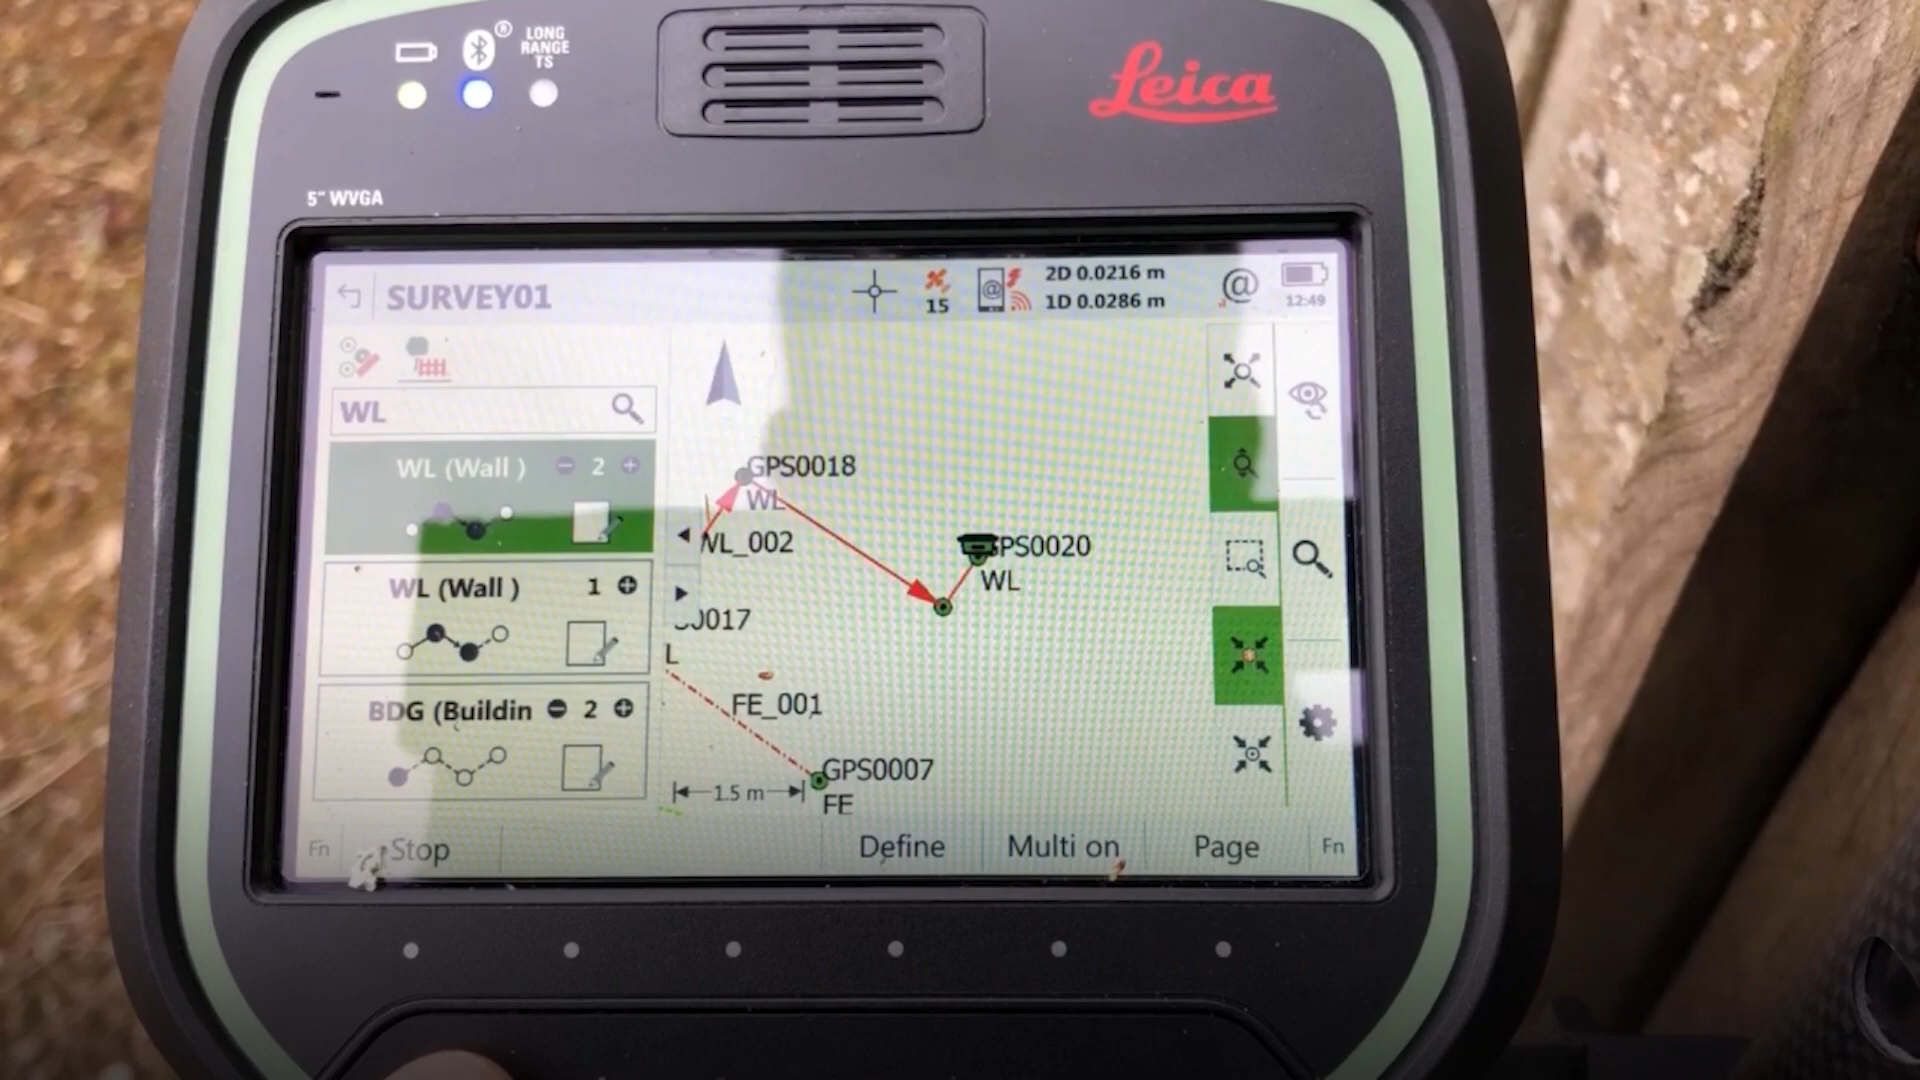 ®
LONG
RANGE
TS
Leica
5" WVGA
SURVEY01
15
@
2D 0.0216 m
1D 0.0286 m
@
12:49
WL
WL (Wall ) 2
WL (Wall ) 1
BDG (Buildin 2
GPS0018
WL
WL_002
GPS0020
WL
0017
L
FE_001
GPS0007
FE
1.5 m
Fn Stop Define Multi on Page Fn